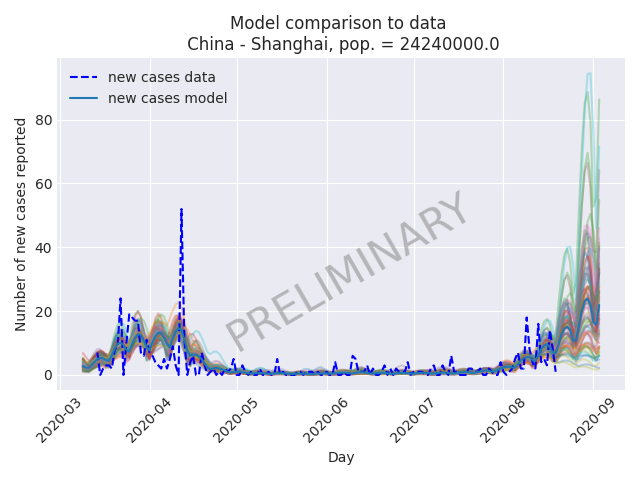 Model comparison to data
China - Shanghai, pop. = 24240000.0
new cases data
new cases model
PRELIMINARY
Number of new cases reported
80
60
40
20
0
2020-03
2020-04
2020-05
2020-06
2020-07
2020-08
2020-09
Day